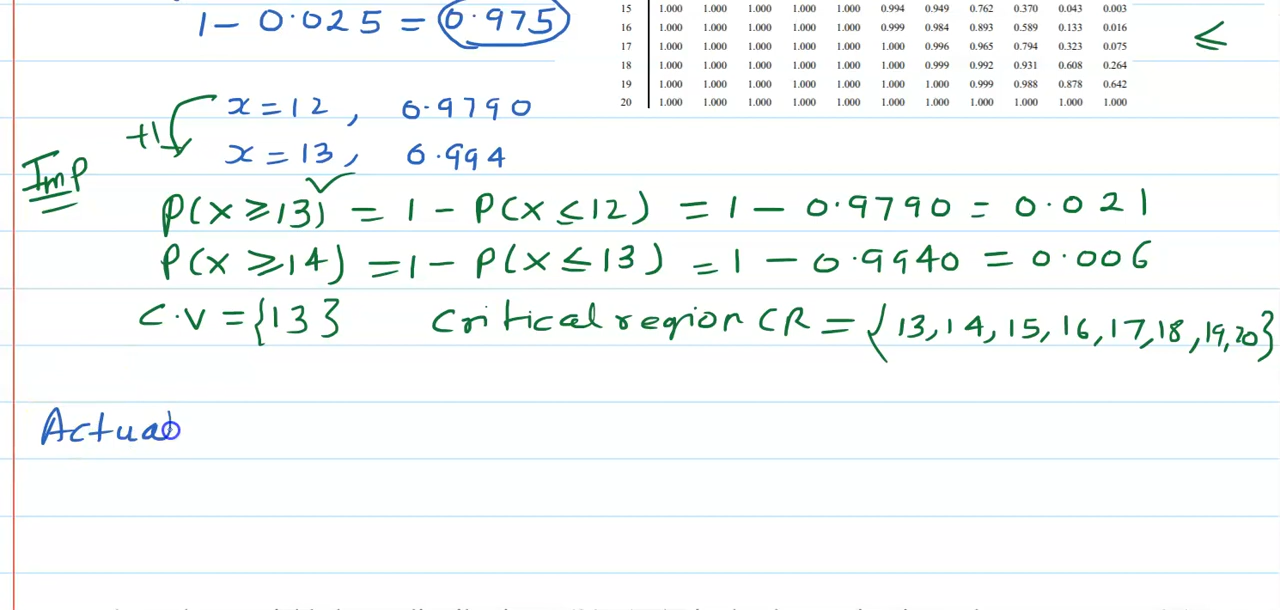 1 - 0.025 = 0.975
15 1.000 1.000 1.000 1.000 1.000 0.994 0.949 0.762 0.370 0.043 0.003
16 1.000 1.000 1.000 1.000 1.000 0.999 0.984 0.893 0.589 0.133 0.016
17 1.000 1.000 1.000 1.000 1.000 1.000 0.996 0.965 0.794 0.323 0.075
18 1.000 1.000 1.000 1.000 1.000 1.000 0.999 0.992 0.931 0.608 0.264
19 1.000 1.000 1.000 1.000 1.000 1.000 1.000 0.999 0.988 0.878 0.642
20 1.000 1.000 1.000 1.000 1.000 1.000 1.000 1.000 1.000 1.000 1.000
≤
x = 12, 0.9790
+1
x = 13, 0.994
Imp
P(X ≥ 13) = 1 - P(X ≤ 12) = 1 - 0.9790 = 0.021
P(X ≥ 14) = 1 - P(X ≤ 13) = 1 - 0.9940 = 0.006
C.V = {13} Critical region CR = {13, 14, 15, 16, 17, 18, 19, 20}
Actual